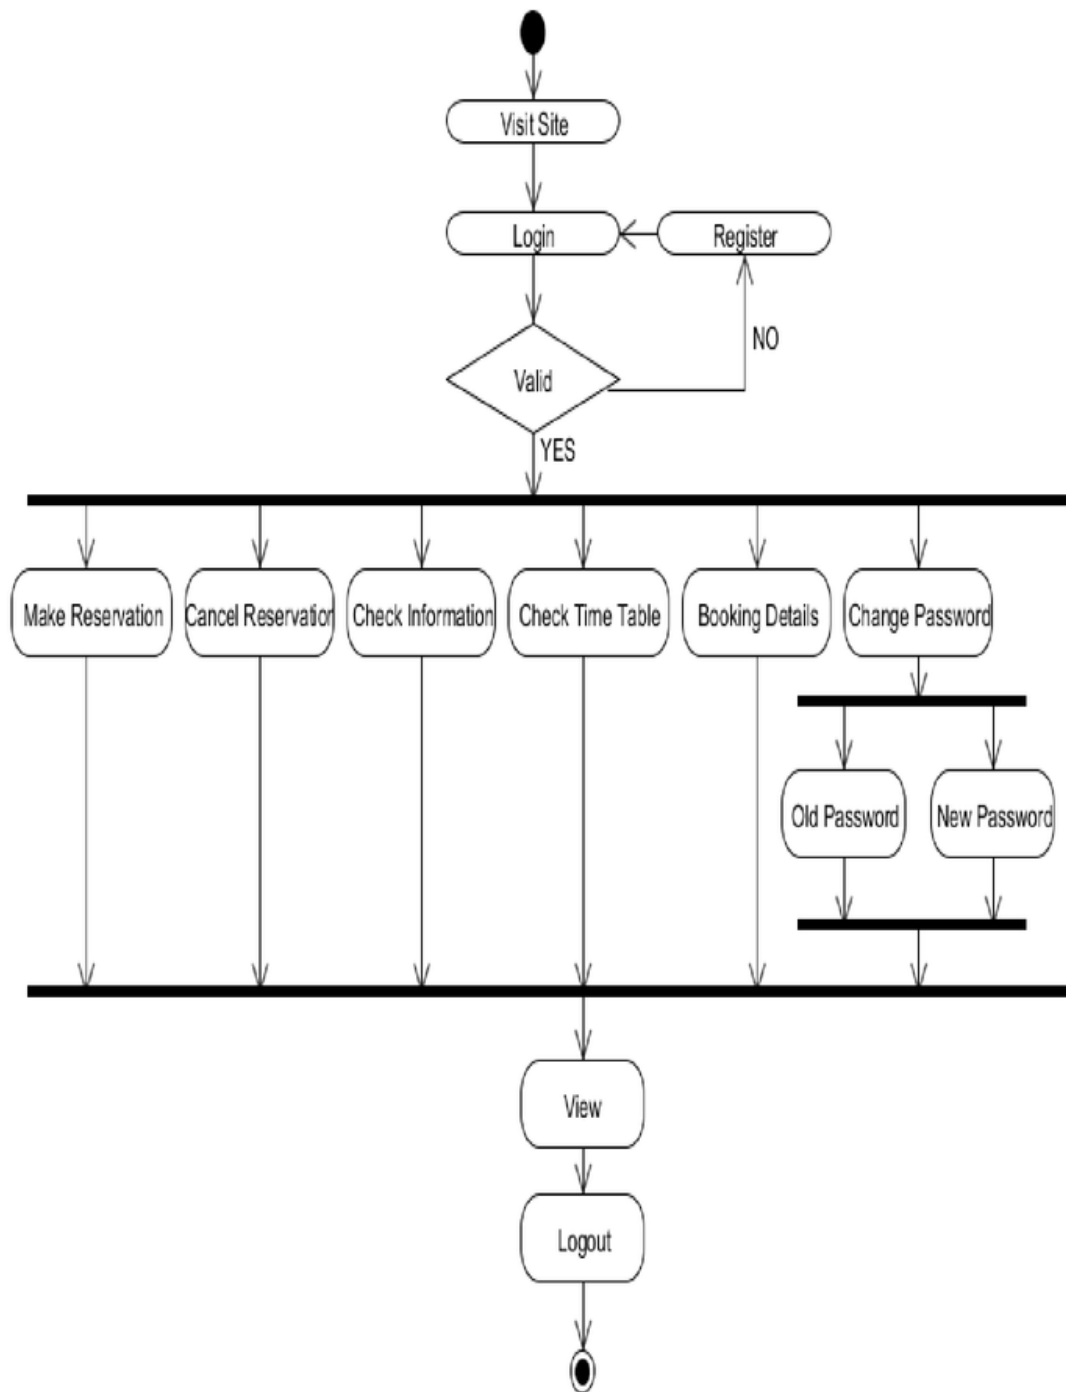 Visit Site
Login
Register
NO
Valid
YES
Make Reservation
Cancel Reservation
Check Information
Check Time Table
Booking Details
Change Password
Old Password
New Password
View
Logout